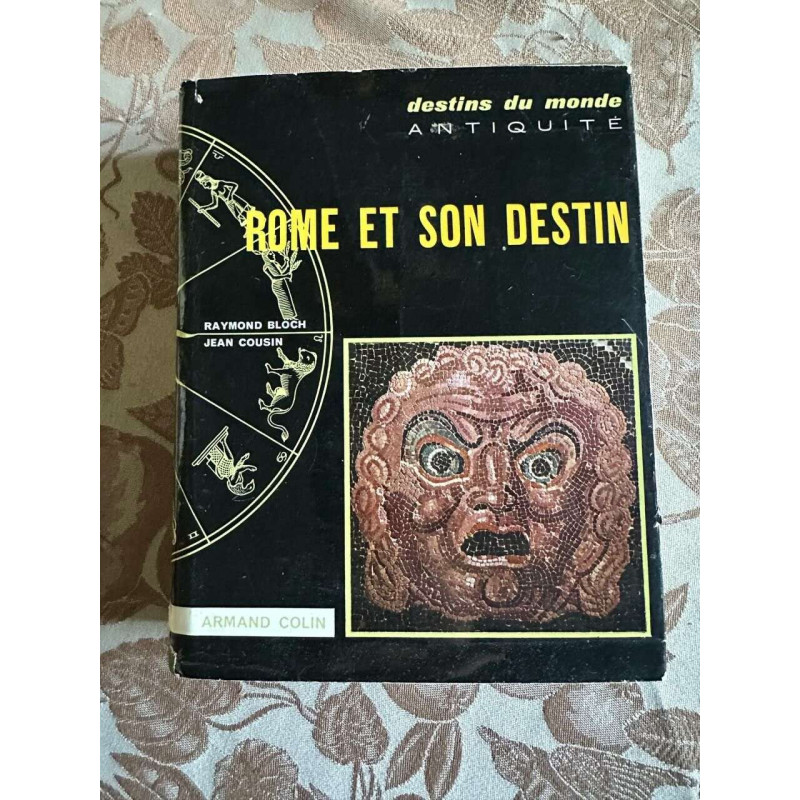 destins du monde
ANTIQUITÉ
ROME ET SON DESTIN
RAYMOND BLOCH
JEAN COUSIN
ARMAND COLIN